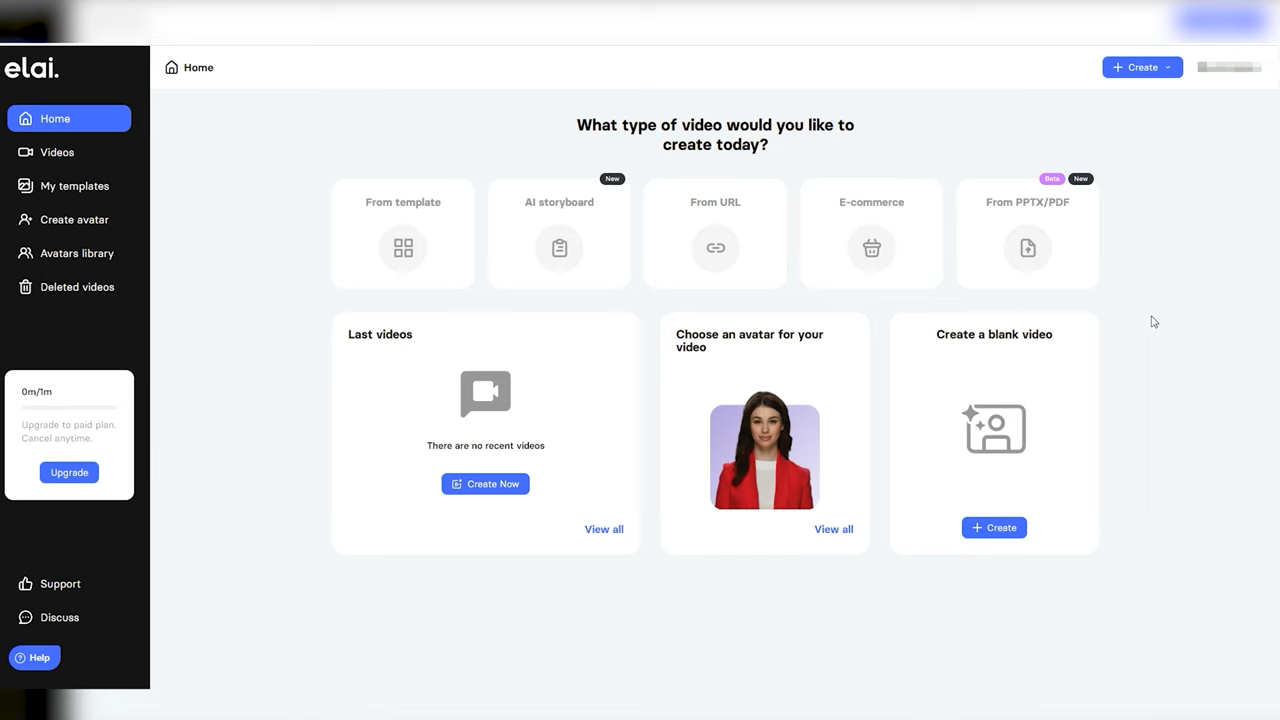 elai.
Home
Videos
My templates
Create avatar
Avatars library
Deleted videos
0m/1m
Upgrade to paid plan.
Cancel anytime.
Upgrade
Support
Discuss
Help
Home
Create
What type of video would you like to
create today?
From template
New
AI storyboard
From URL
E-commerce
Beta New
From PPTX/PDF
Last videos
There are no recent videos
Create Now
View all
Choose an avatar for your
video
View all
Create a blank video
Create